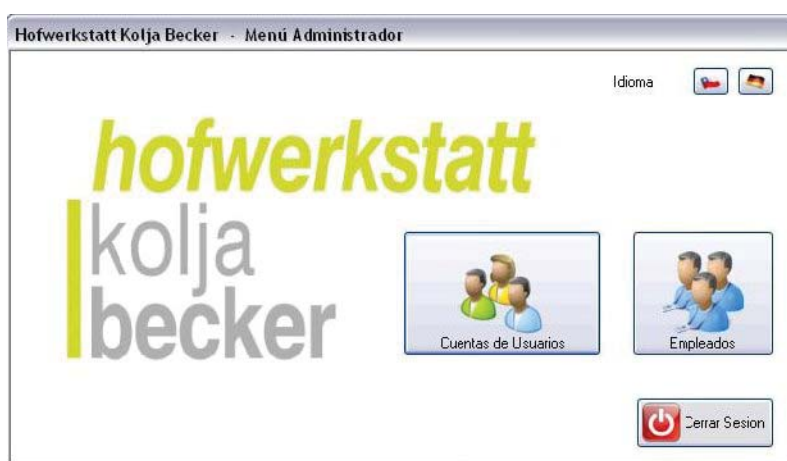 Hofwerkstatt Kolja Becker - Menú Administrador
Idioma
hofwerkstatt
kolja
becker
Cuentas de Usuarios
Empleados
Cerrar Sesion